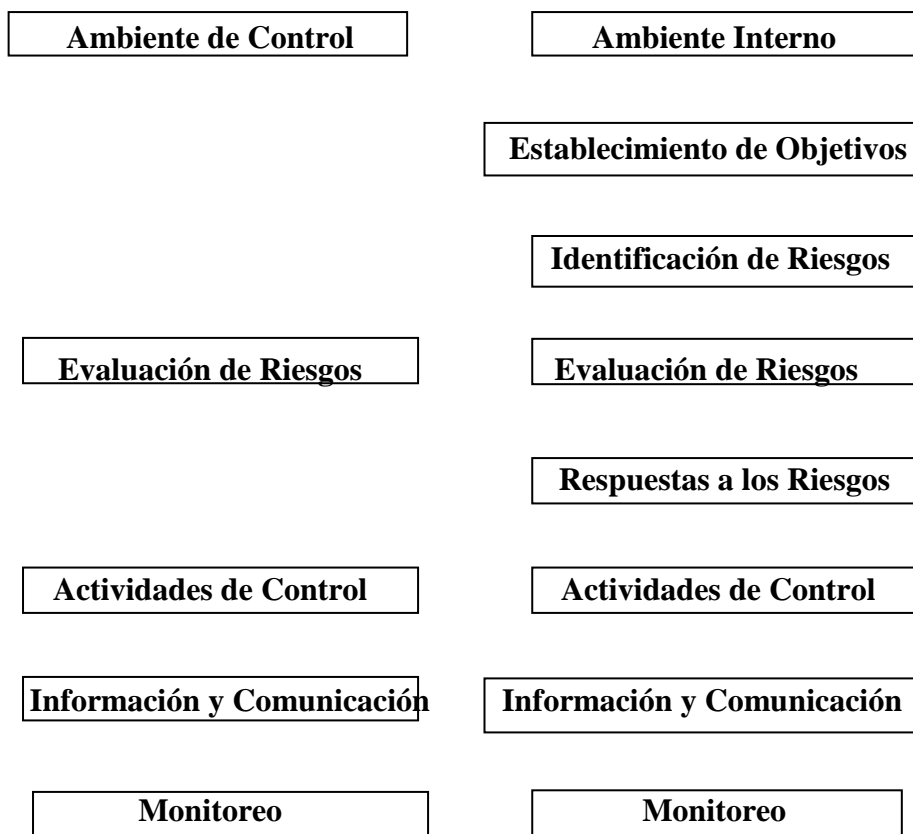 Ambiente de Control
Ambiente Interno
Establecimiento de Objetivos
Identificación de Riesgos
Evaluación de Riesgos
Evaluación de Riesgos
Respuestas a los Riesgos
Actividades de Control
Actividades de Control
Información y Comunicación
Información y Comunicación
Monitoreo
Monitoreo